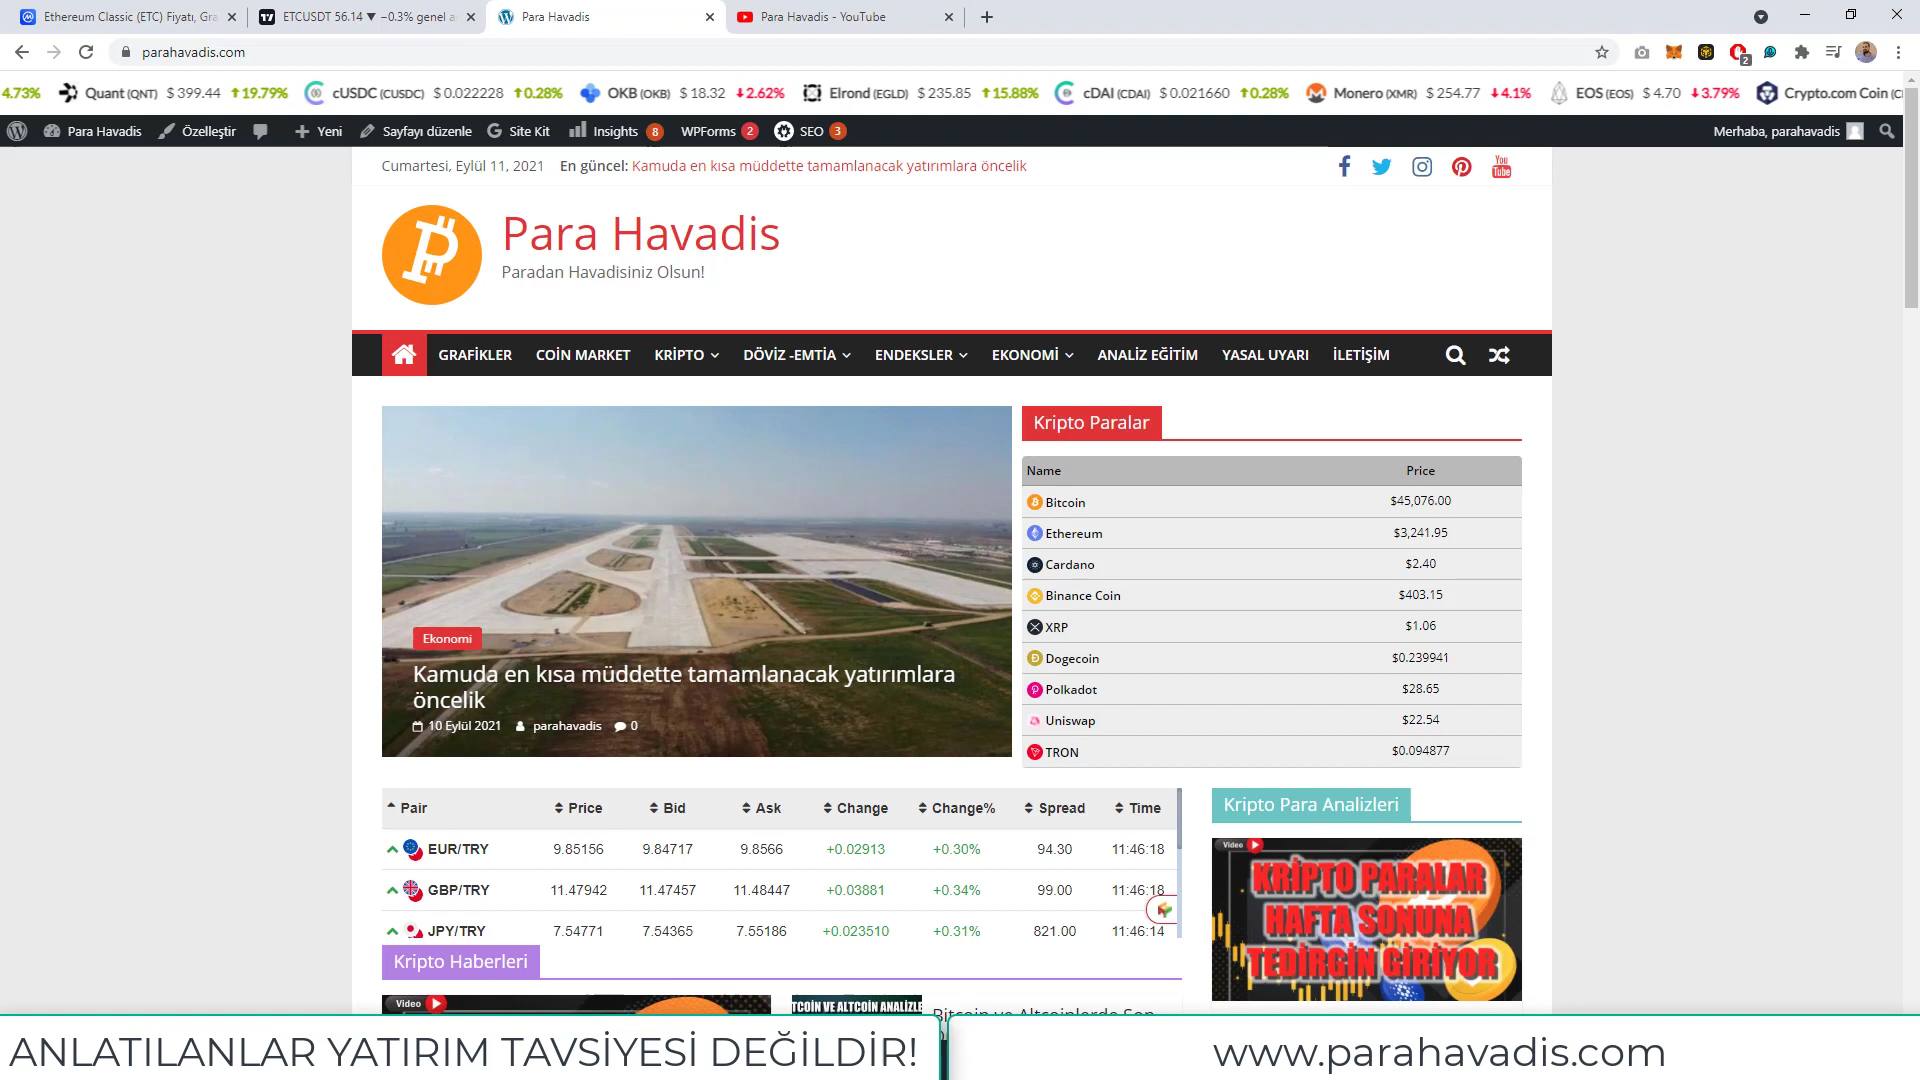 Ethereum Classic (ETC) Fiyatı, Gra
ETCUSDT 56.14 ▼ −0.3% genel a
Para Havadis
Para Havadis - YouTube
parahavadis.com
2
4.73%
Quant (QNT) $ 399.44 19.79%
cUSDC (CUSDC) $ 0.022228 0.28%
OKB (OKB) $ 18.32 2.62%
Elrond (EGLD) $ 235.85 15.88%
cDAI (CDAI) $ 0.021660 0.28%
Monero (XMR) $ 254.77 4.1%
EOS (EOS) $ 4.70 3.79%
Crypto.com Coin (C
Para Havadis Özelleştir Yeni Sayfayı düzenle Site Kit Insights 8 WPForms 2 SEO 3
Merhaba, parahavadis
Cumartesi, Eylül 11, 2021 En güncel: Kamuda en kısa müddette tamamlanacak yatırımlara öncelik
You
Tube
Para Havadis
Paradan Havadisiniz Olsun!
GRAFİKLER COİN MARKET KRİPTO DÖVİZ -EMTİA ENDEKSLER EKONOMİ ANALİZ EĞİTİM YASAL UYARI İLETİŞİM
Ekonomi
Kamuda en kısa müddette tamamlanacak yatırımlara
öncelik
10 Eylül 2021 parahavadis 0
Kripto Paralar
Name Price
Bitcoin $45,076.00
Ethereum $3,241.95
Cardano $2.40
Binance Coin $403.15
XRP $1.06
Dogecoin $0.239941
Polkadot $28.65
Uniswap $22.54
TRON $0.094877
Pair Price Bid Ask Change Change% Spread Time
EUR/TRY 9.85156 9.84717 9.8566 +0.02913 +0.30% 94.30 11:46:18
GBP/TRY 11.47942 11.47457 11.48447 +0.03881 +0.34% 99.00 11:46:18
JPY/TRY 7.54771 7.54365 7.55186 +0.023510 +0.31% 821.00 11:46:14
Kripto Para Analizleri
Video
KRİPTO PARALAR
HAFTA SONUNA
TEDİRGİN GİRİYOR
Kripto Haberleri
Video
TCOİN VE ALTCOİN ANALİZLE
Bitcoin ve Altcoinlerde Son
ANLATILANLAR YATIRIM TAVSİYESİ DEĞİLDİR!
www.parahavadis.com